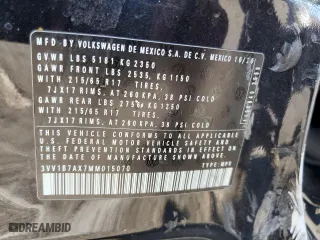 MFD.BY VOLKSWAGEN DE MEXICO S.A. DE C.V. MEXICO 10/20
GVWR LBS 5181 KG 2350
GAWR FRONT LBS 2535, KG 1150
WITH 215/65 R17 TIRES,
7JX17 RIMS, AT 260 KPA, 38 PSI COLD
GAWR REAR LBS 2756 KG 1250
WITH 215/65 R17 TIRES,
7JX17 RIMS, AT 260 KPA, 38 PSI COLD
THIS VEHICLE CONFORMS TO ALL APPLICABLE
FEDERAL MOTOR VEHICLE SAFETY AND
THEFT PREVENTION STANDARDS IN EFFECT
ON THE DATE OF MANUFACTURE SHOWN ABOVE.
3VV1B7AX7MM015070 TYPE: MPV